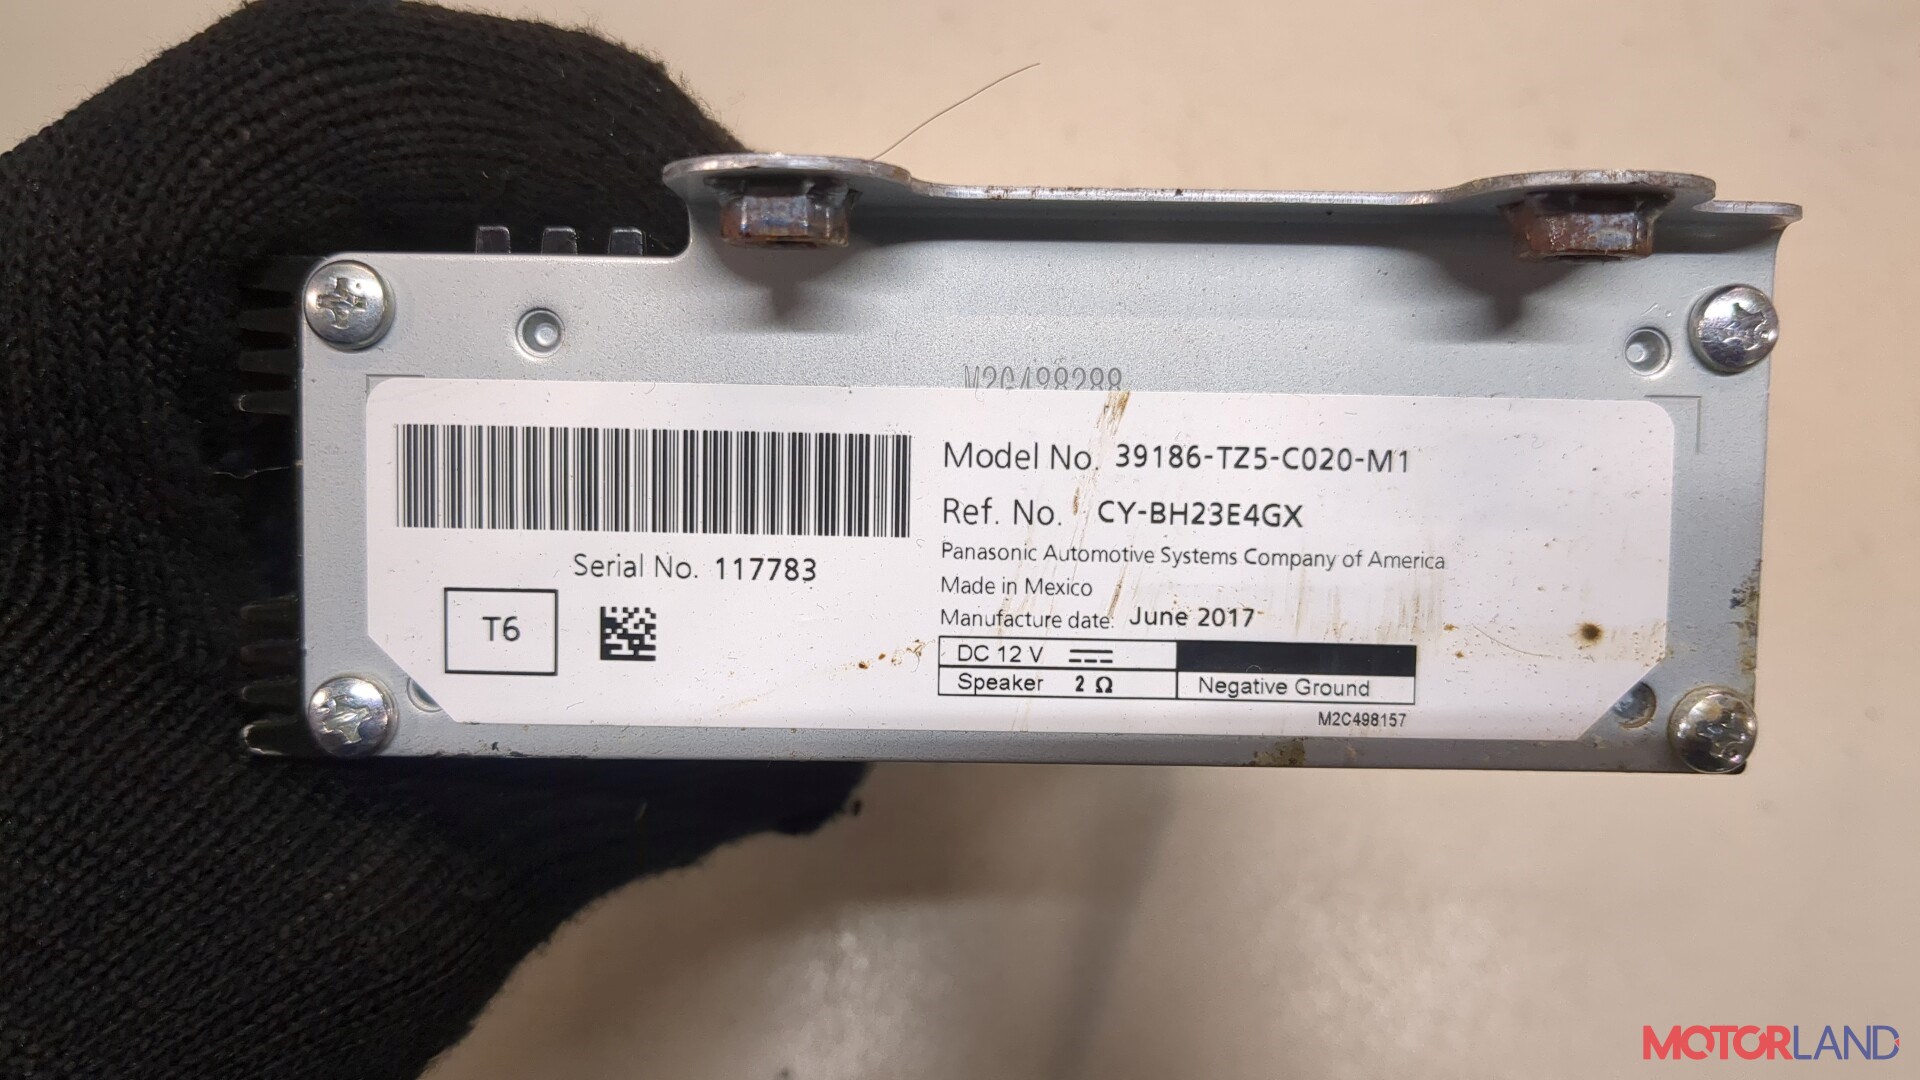 M2G498288
Model No. 39186-TZ5-C020-M1
Ref. No. CY-BH23E4GX
Panasonic Automotive Systems Company of America
Made in Mexico
Manufacture date: June 2017
Serial No. 117783
T6
DC 12 V
Speaker 2 Ω
Negative Ground
M2C498157
MOTORLAND